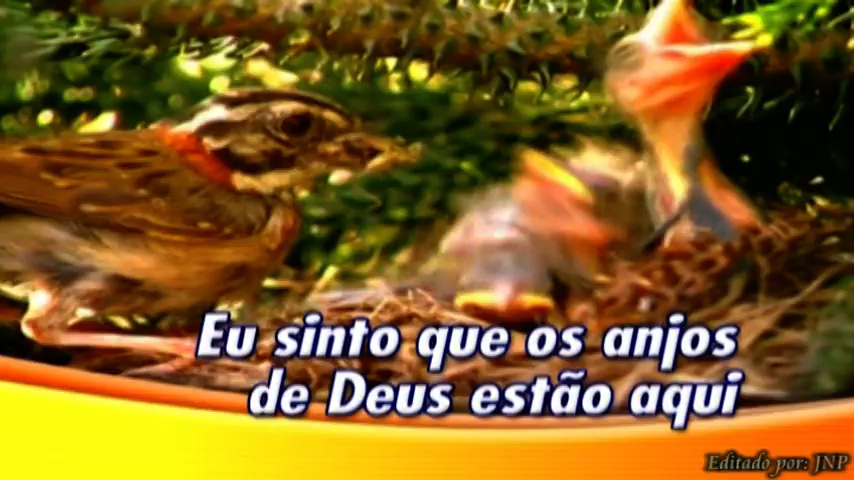 Eu sinto que os anjos
de Deus estão aqui
Editado por: JNP